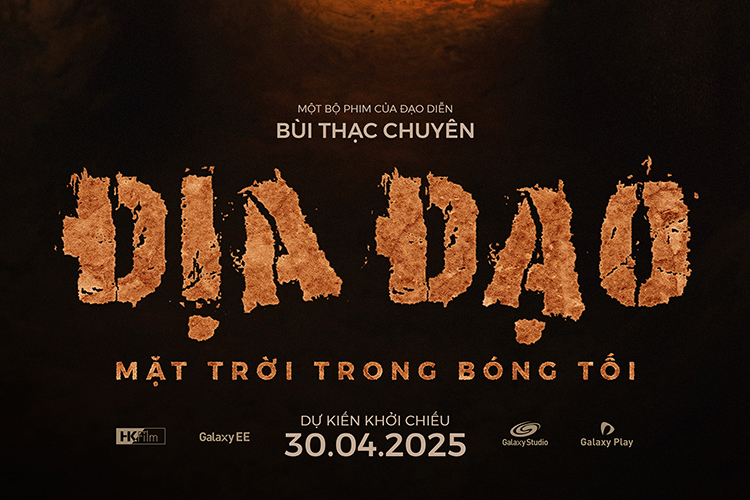 MỘT BỘ PHIM CỦA ĐẠO DIỄN
BÙI THẠC CHUYÊN
ĐỊA ĐẠO
MẶT TRỜI TRONG BÓNG TỐI
DỰ KIẾN KHỞI CHIẾU
30.04.2025
HKfilm
Galaxy EE
Galaxy Studio
Galaxy Play